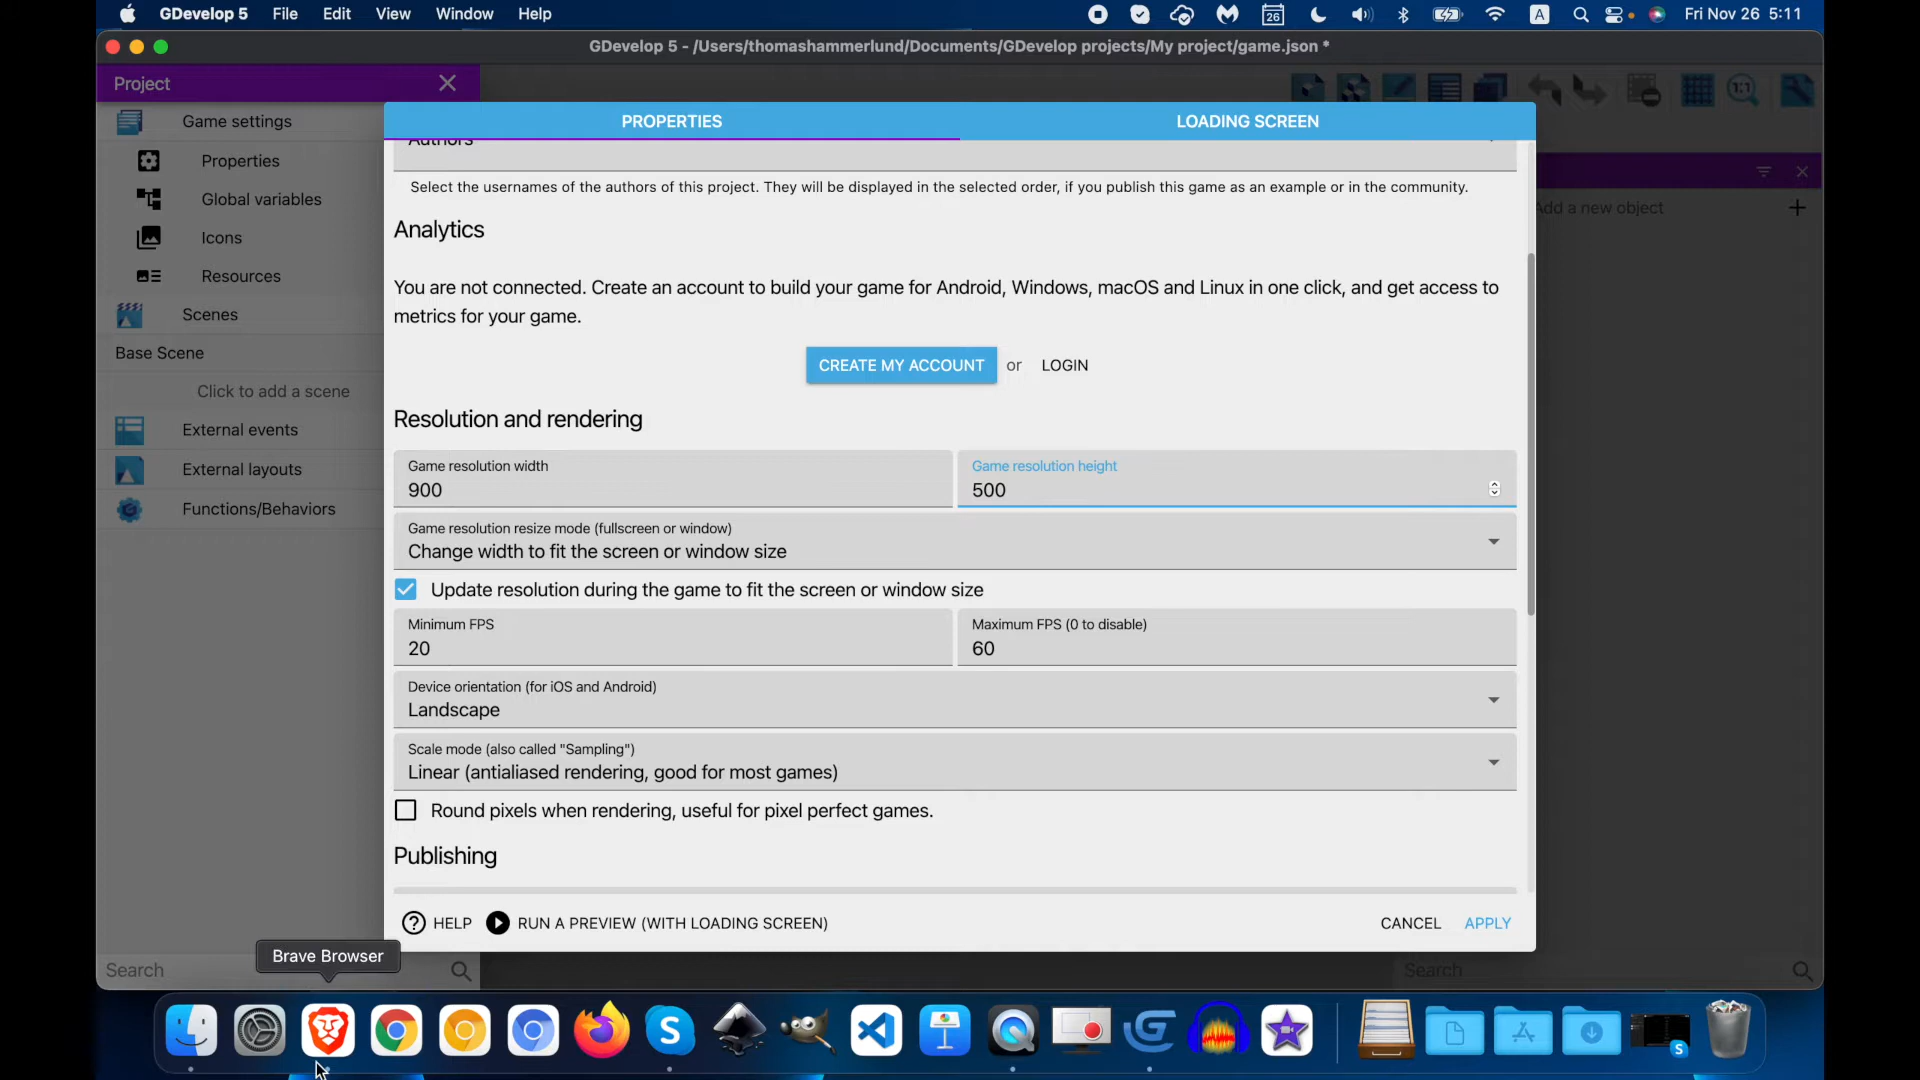 GDevelop 5 File Edit View Window Help
26
A
Fri Nov 26 5:11
GDevelop 5 - /Users/thomashammerlund/Documents/GDevelop projects/My project/game.json *
Project
1:1
Game settings
Properties
Global variables
Icons
Resources
Scenes
Base Scene
Click to add a scene
External events
External layouts
Functions/Behaviors
Search
PROPERTIES
LOADING SCREEN
Authors
Select the usernames of the authors of this project. They will be displayed in the selected order, if you publish this game as an example or in the community.
Analytics
You are not connected. Create an account to build your game for Android, Windows, macOS and Linux in one click, and get access to
metrics for your game.
CREATE MY ACCOUNT or LOGIN
Resolution and rendering
Game resolution width
900
Game resolution height
500
Game resolution resize mode (fullscreen or window)
Change width to fit the screen or window size
Update resolution during the game to fit the screen or window size
Minimum FPS
20
Maximum FPS (0 to disable)
60
Device orientation (for iOS and Android)
Landscape
Scale mode (also called "Sampling")
Linear (antialiased rendering, good for most games)
Round pixels when rendering, useful for pixel perfect games.
Publishing
HELP
RUN A PREVIEW (WITH LOADING SCREEN)
CANCEL
APPLY
Add a new object
Search
Brave Browser